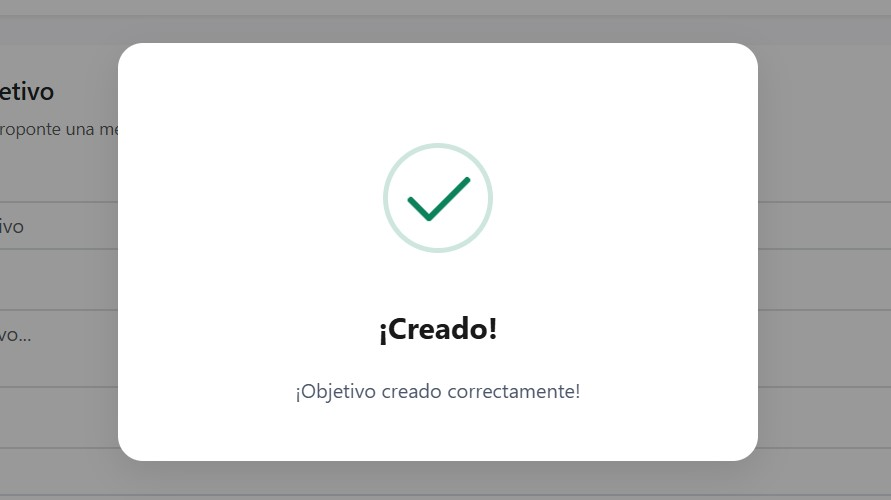 etivo
roponte una me
ivo
vo...
¡Creado!
¡Objetivo creado correctamente!